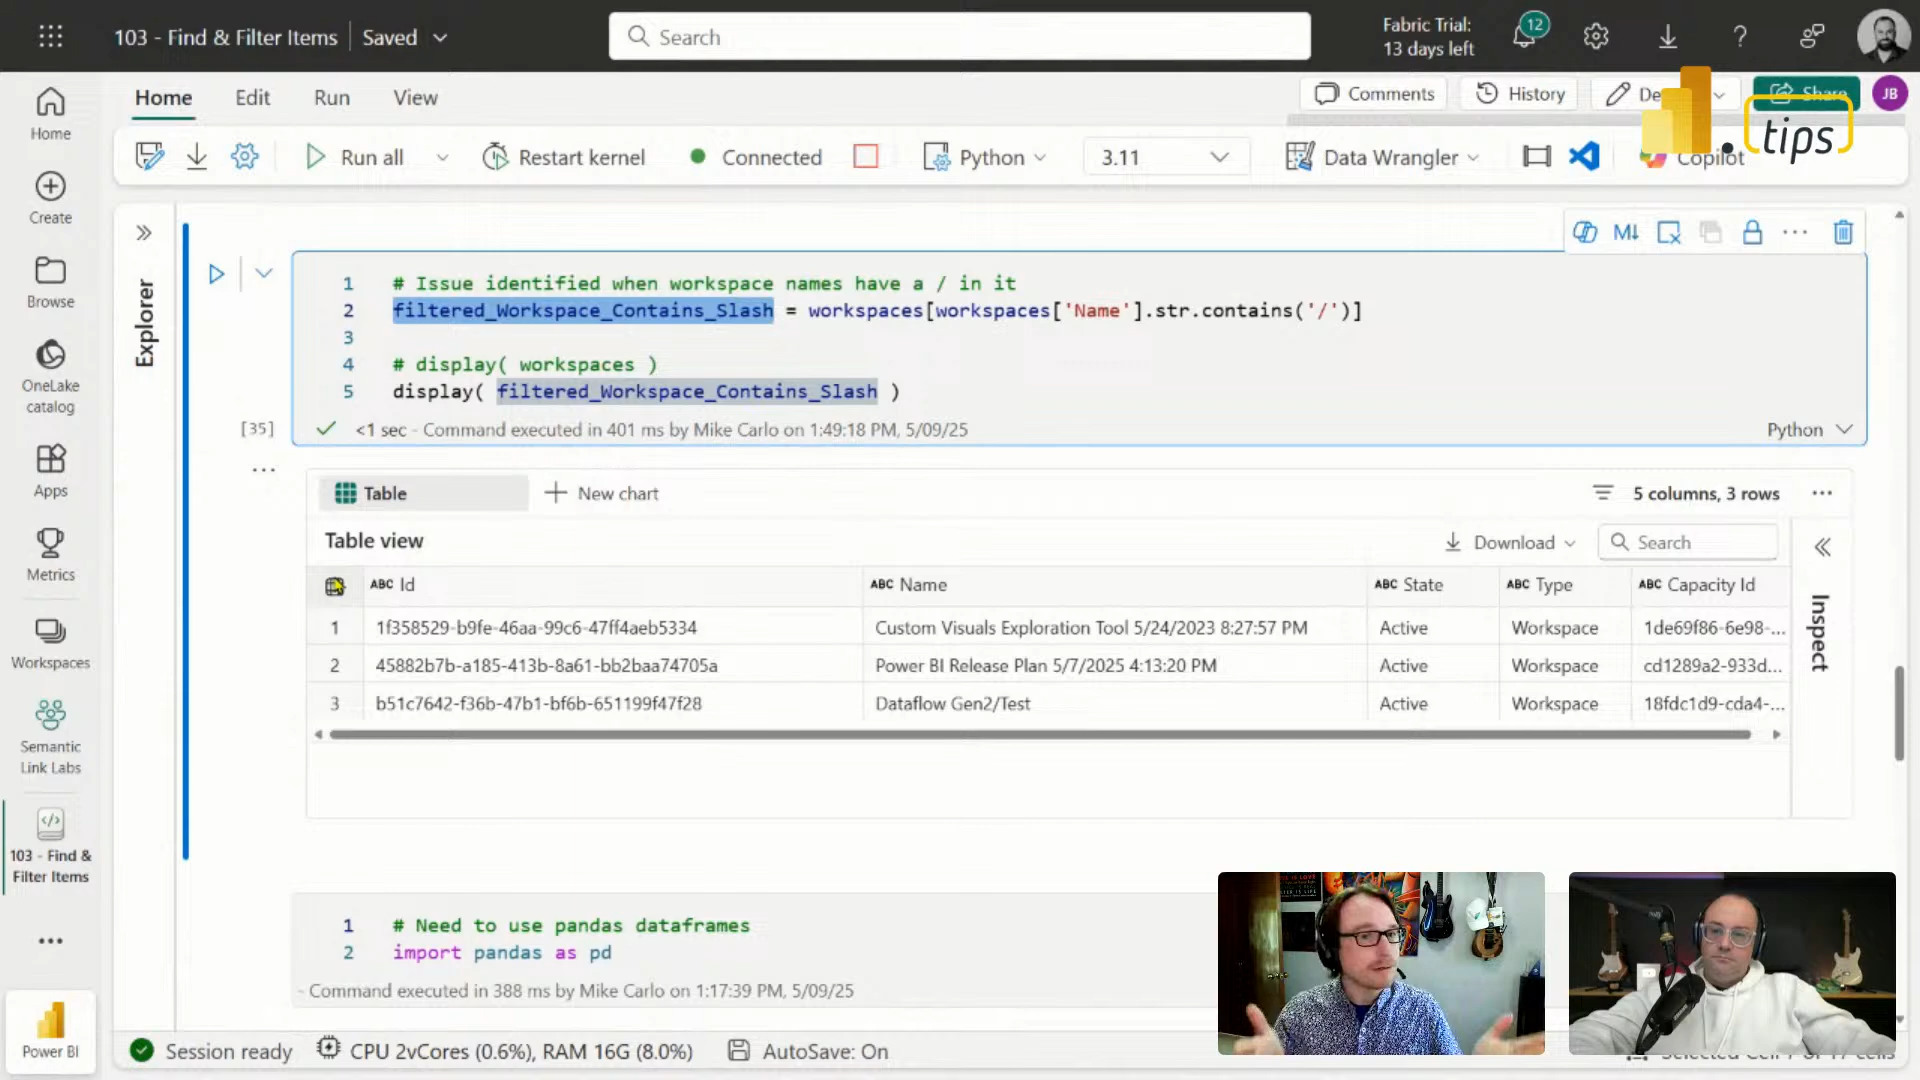 103 - Find & Filter Items
Saved
Search
Fabric Trial:
13 days left
12
?
Home
Edit
Run
View
Comments
History
Share
JB
.tips
Run all
Restart kernel
Connected
Python
3.11
Data Wrangler
Copilot
Home
Create
Browse
OneLake
catalog
Apps
Metrics
Workspaces
Semantic
Link Labs
103 - Find &
Filter Items
Power BI
Explorer
M↓
1 # Issue identified when workspace names have a / in it
2 filtered_Workspace_Contains_Slash = workspaces[workspaces['Name'].str.contains('/')]
3
4 # display( workspaces )
5 display( filtered_Workspace_Contains_Slash )
[35] <1 sec - Command executed in 401 ms by Mike Carlo on 1:49:18 PM, 5/09/25
Python
Table
New chart
5 columns, 3 rows
Table view
Download
Search
Inspect
ABC Id ABC Name ABC State ABC Type ABC Capacity Id
1 1f358529-b9fe-46aa-99c6-47ff4aeb5334 Custom Visuals Exploration Tool 5/24/2023 8:27:57 PM Active Workspace 1de69f86-6e98-...
2 45882b7b-a185-413b-8a61-bb2baa74705a Power BI Release Plan 5/7/2025 4:13:20 PM Active Workspace cd1289a2-933d...
3 b51c7642-f36b-47b1-bf6b-651199f47f28 Dataflow Gen2/Test Active Workspace 18fdc1d9-cda4-...
1 # Need to use pandas dataframes
2 import pandas as pd
- Command executed in 388 ms by Mike Carlo on 1:17:39 PM, 5/09/25
Session ready
CPU 2vCores (0.6%), RAM 16G (8.0%)
AutoSave: On